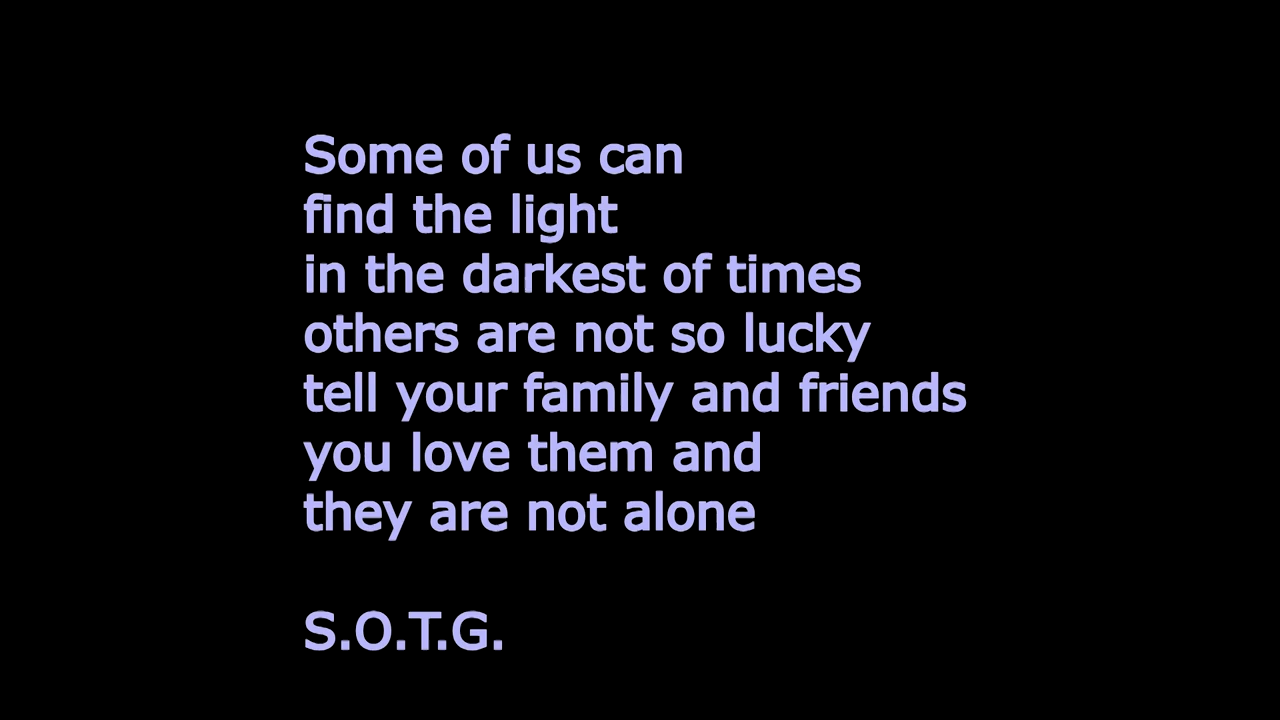 Some of us can
find the light
in the darkest of times
others are not so lucky
tell your family and friends
you love them and
they are not alone
S.O.T.G.